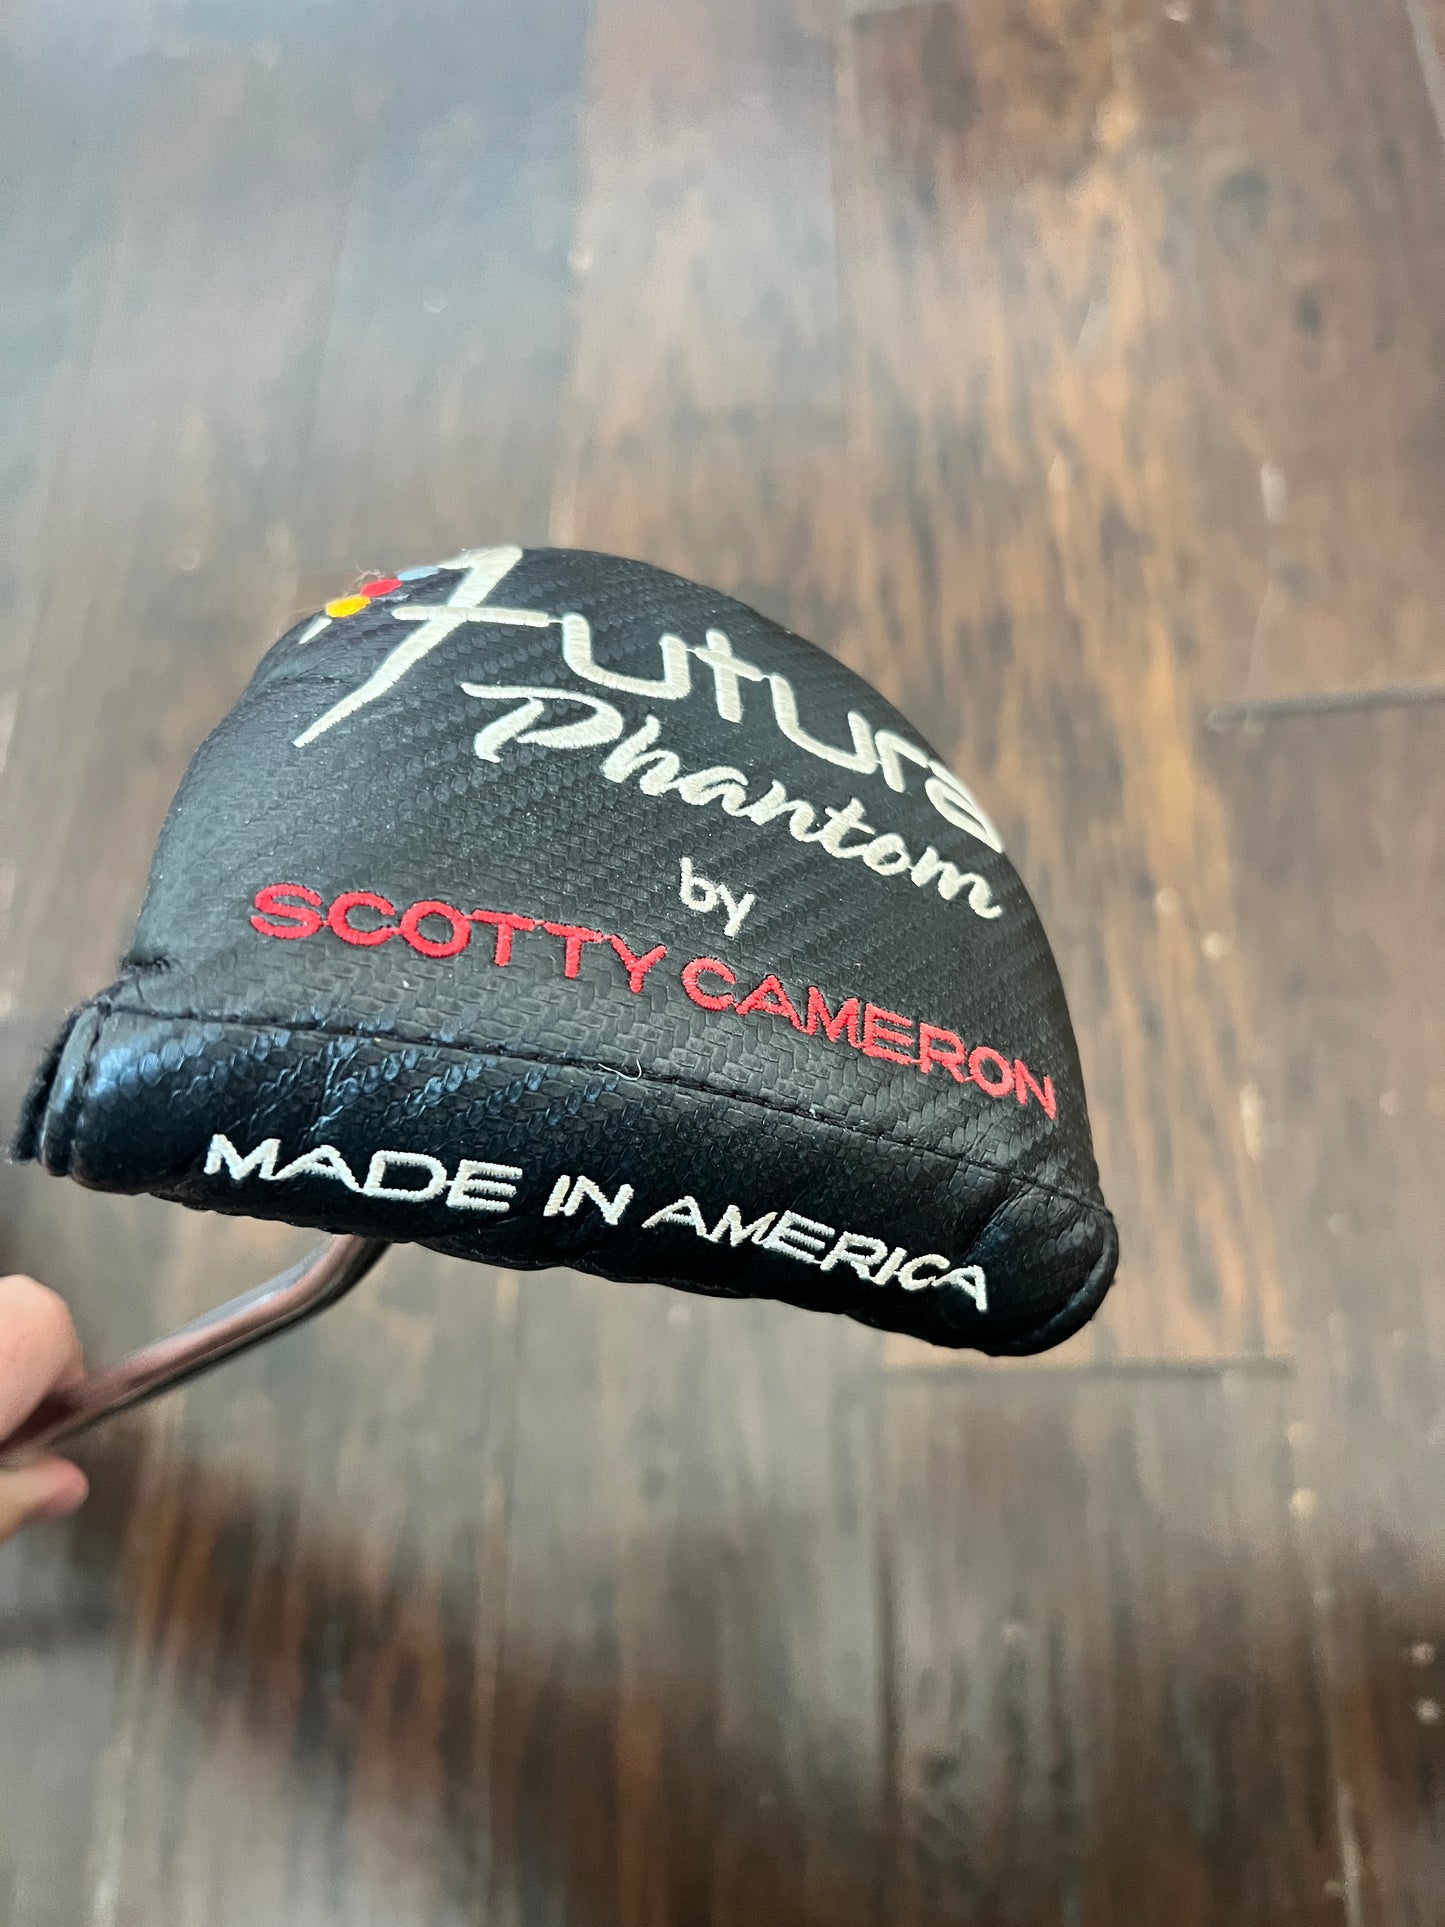 Futura
Phantom
by
SCOTTY CAMERON
MADE IN AMERICA